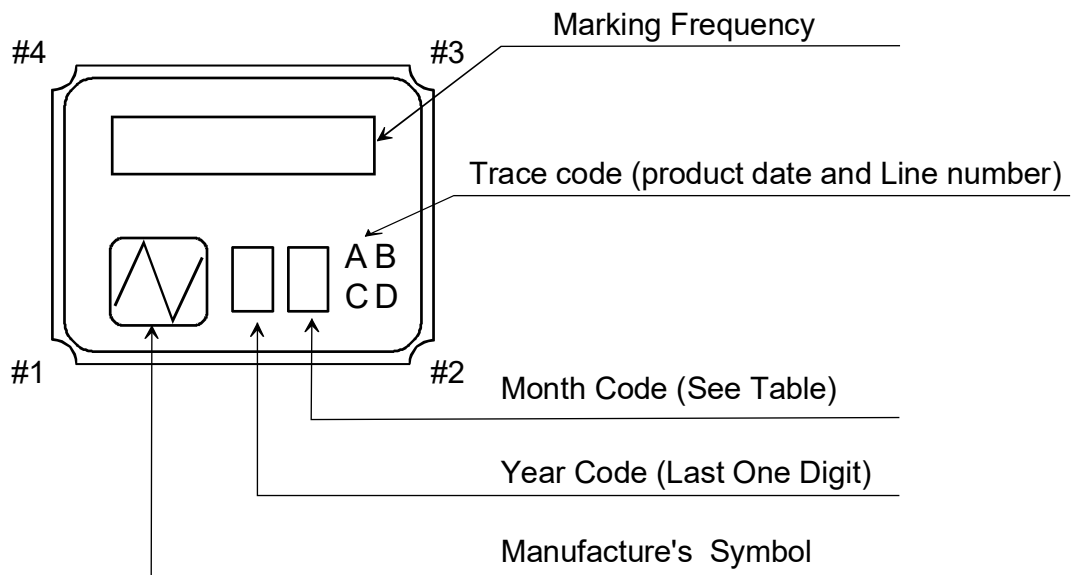 Marking Frequency
#4
#3
Trace code (product date and Line number)
A B
C D
#1
#2
Month Code (See Table)
Year Code (Last One Digit)
Manufacture's Symbol